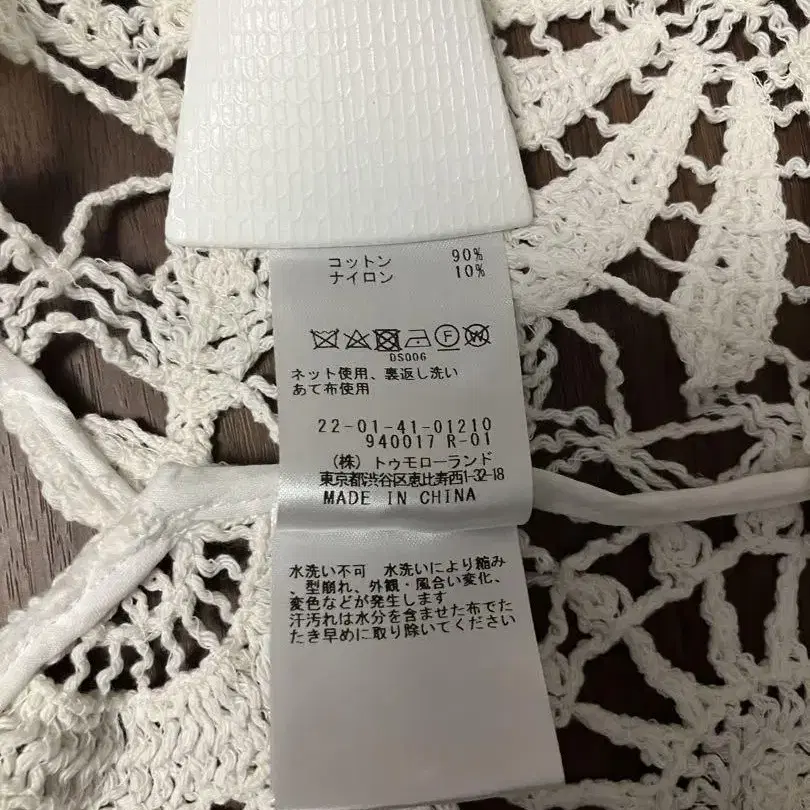 コットン 90%
ナイロン 10%
F W
DS006
ネット使用、裏返し洗い
あて布使用
22-01-41-01210
940017 R-01
(株) トゥモローランド
東京都渋谷区恵比寿西1-32-18
MADE IN CHINA
水洗い不可 水洗いにより縮み
、型崩れ、外観・風合い変化、
変色などが発生します
汗汚れは水分を含ませた布でた
たき早めに取り除いてください